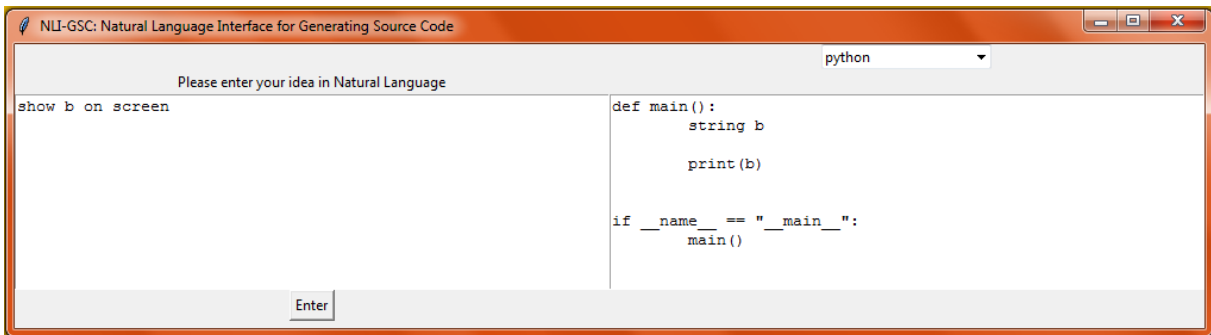 NLI-GSC: Natural Language Interface for Generating Source Code
python
Please enter your idea in Natural Language
show b on screen
def main():
        string b
        print(b)
if __name__ == "__main__":
        main()
Enter